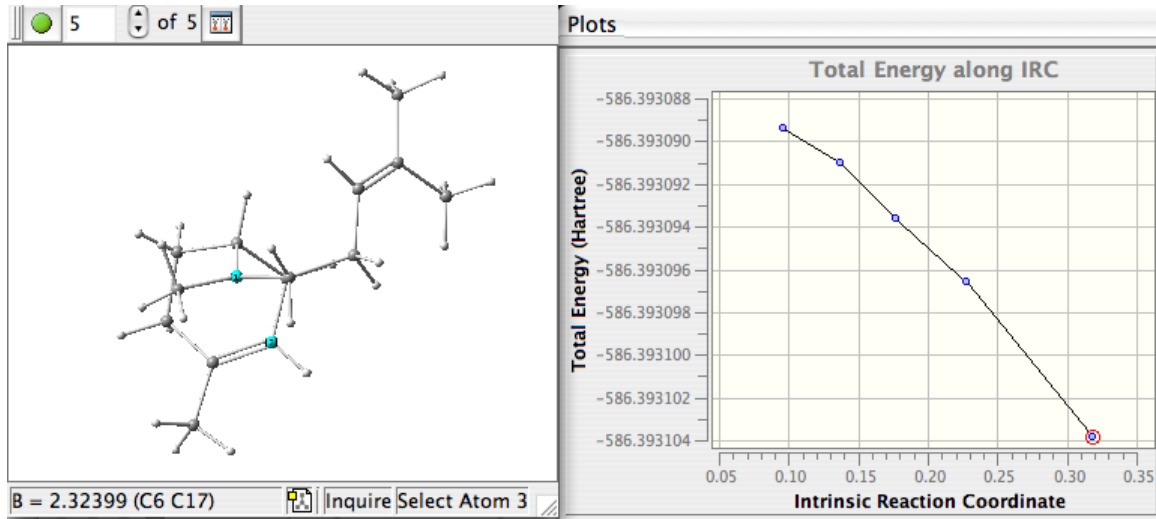 5 of 5
1
2
B = 2.32399 (C6 C17)
Inquire
Select Atom 3
Plots
Total Energy along IRC
Total Energy (Hartree)
-586.393088
-586.393090
-586.393092
-586.393094
-586.393096
-586.393098
-586.393100
-586.393102
-586.393104
0.05 0.10 0.15 0.20 0.25 0.30 0.35
Intrinsic Reaction Coordinate